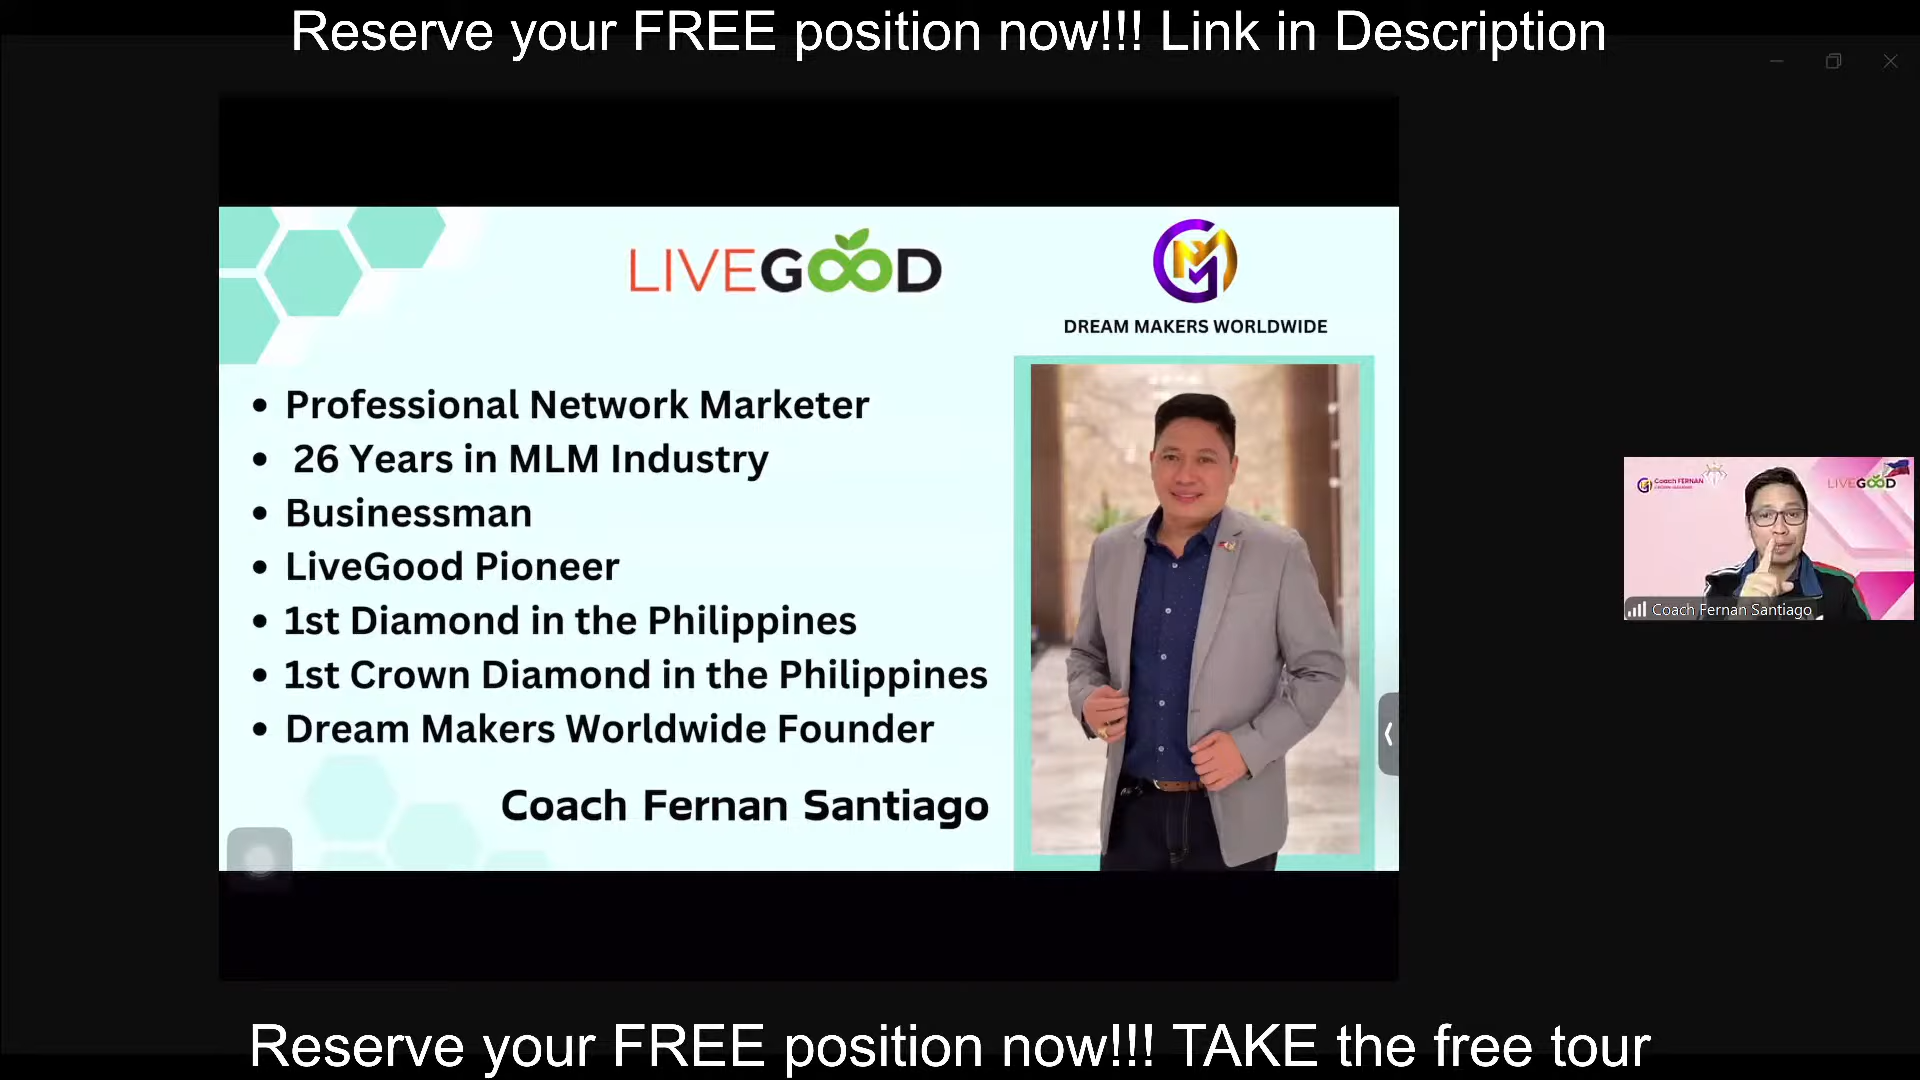 Reserve your FREE position now!!! Link in Description
LIVEGOOD
DREAM MAKERS WORLDWIDE
• Professional Network Marketer
• 26 Years in MLM Industry
• Businessman
• LiveGood Pioneer
• 1st Diamond in the Philippines
• 1st Crown Diamond in the Philippines
• Dream Makers Worldwide Founder
Coach Fernan Santiago
Coach FERNAN
LIVEGOOD
Coach Fernan Santiago
Reserve your FREE position now!!! TAKE the free tour